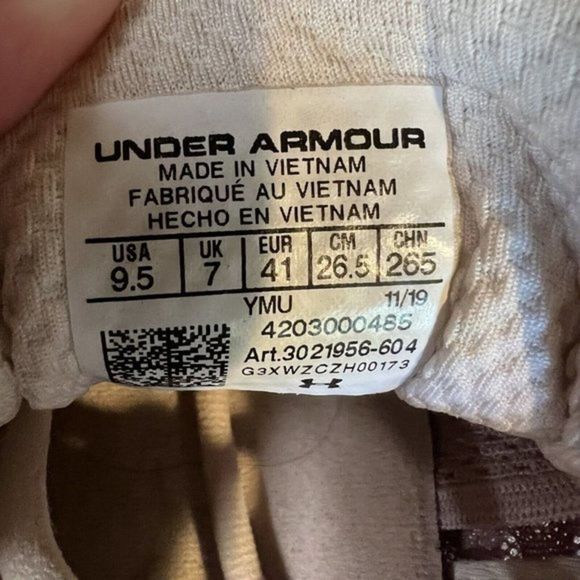 UNDER ARMOUR
MADE IN VIETNAM
FABRIQUÉ AU VIETNAM
HECHO EN VIETNAM
USA UK EUR CM CHN
9.5 7 41 26.5 265
YMU 11/19
4203000485
Art.3021956-604
G3XWZCZH00173